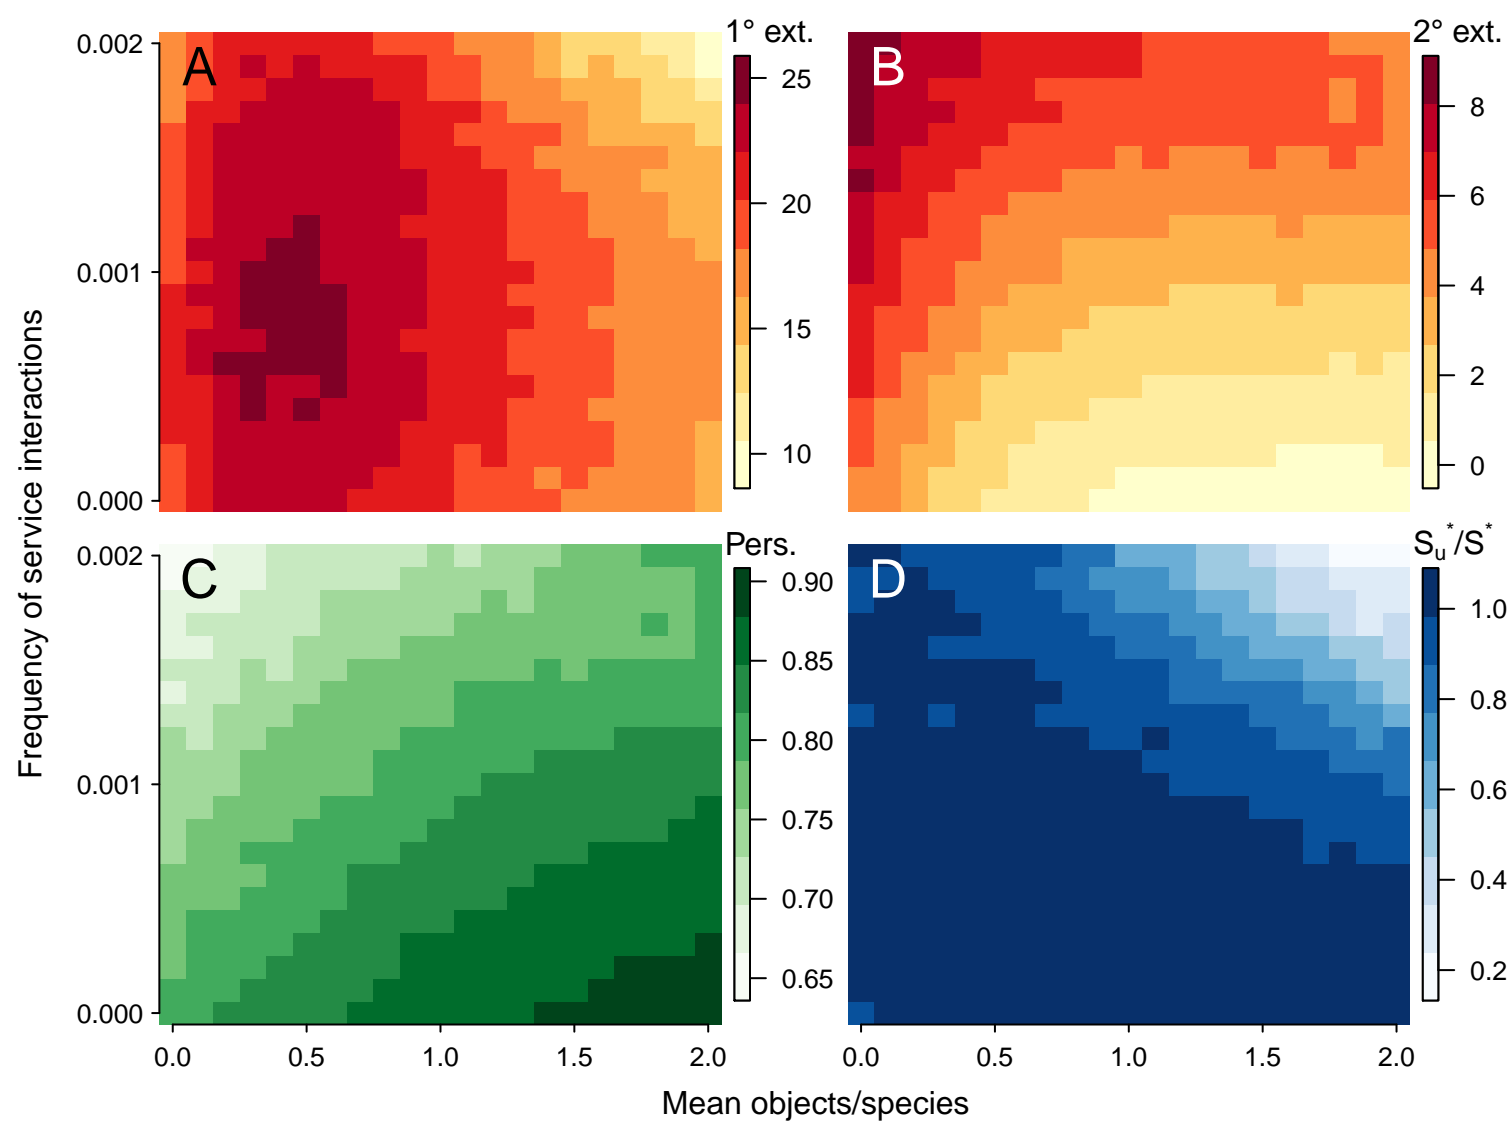 1° ext.
2° ext.
A
B
0.002
0.001
0.000
25
20
15
10
8
6
4
2
0
Frequency of service interactions
Pers.
S_u^*/S^*
C
D
0.002
0.001
0.000
0.90
0.85
0.80
0.75
0.70
0.65
1.0
0.8
0.6
0.4
0.2
0.0 0.5 1.0 1.5 2.0
0.0 0.5 1.0 1.5 2.0
Mean objects/species